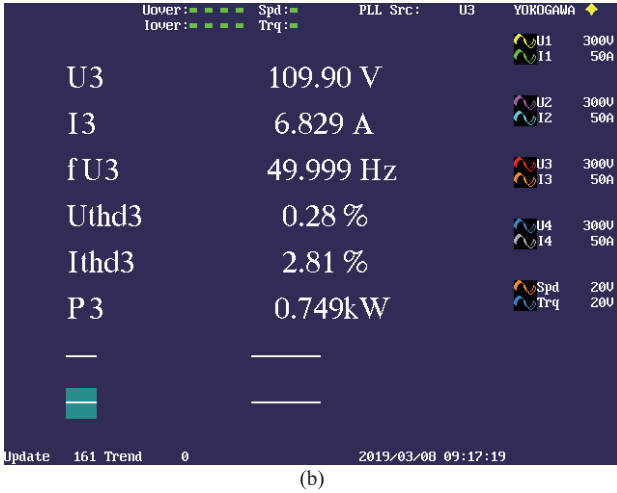 Uover: Spd: PLL Src: U3 YOKOGAWA
Iover: Trq:
U1 300V
I1 50A
U3 109.90 V
I3 6.829 A
U2 300V
I2 50A
fU3 49.999 Hz
U3 300V
I3 50A
Uthd3 0.28 %
U4 300V
I4 50A
Ithd3 2.81 %
P3 0.749kW
Spd 20V
Trq 20V
Update 161 Trend 0 2019/03/08 09:17:19
(b)